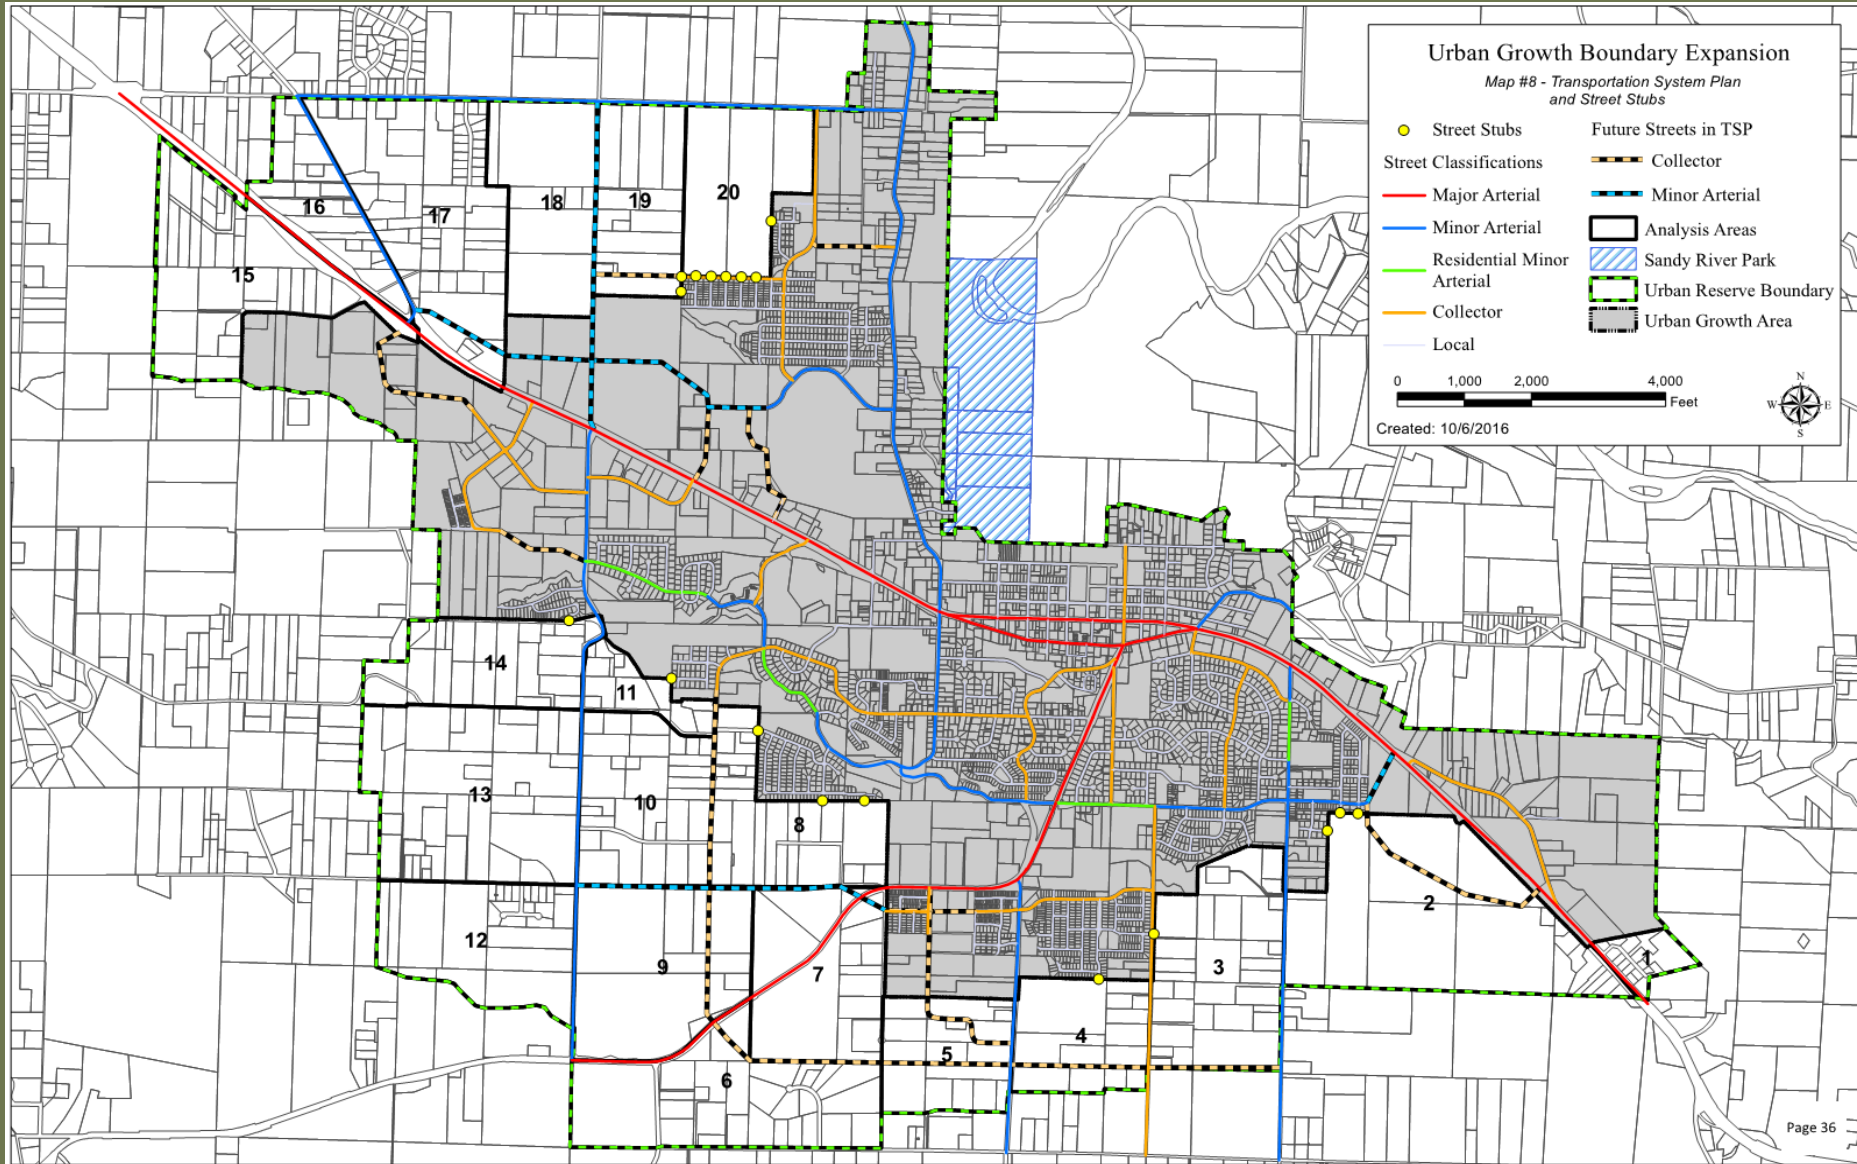 Urban Growth Boundary Expansion
Map #8 - Transportation System Plan
and Street Stubs
Street Stubs
Street Classifications
Major Arterial
Minor Arterial
Residential Minor
Arterial
Collector
Local
Future Streets in TSP
Collector
Minor Arterial
Analysis Areas
Sandy River Park
Urban Reserve Boundary
Urban Growth Area
0 1,000 2,000 4,000
Feet
N
W E
S
Created: 10/6/2016
16
17
18
19
20
15
14
11
13
10
8
12
9
7
6
5
4
3
2
1
Page 36